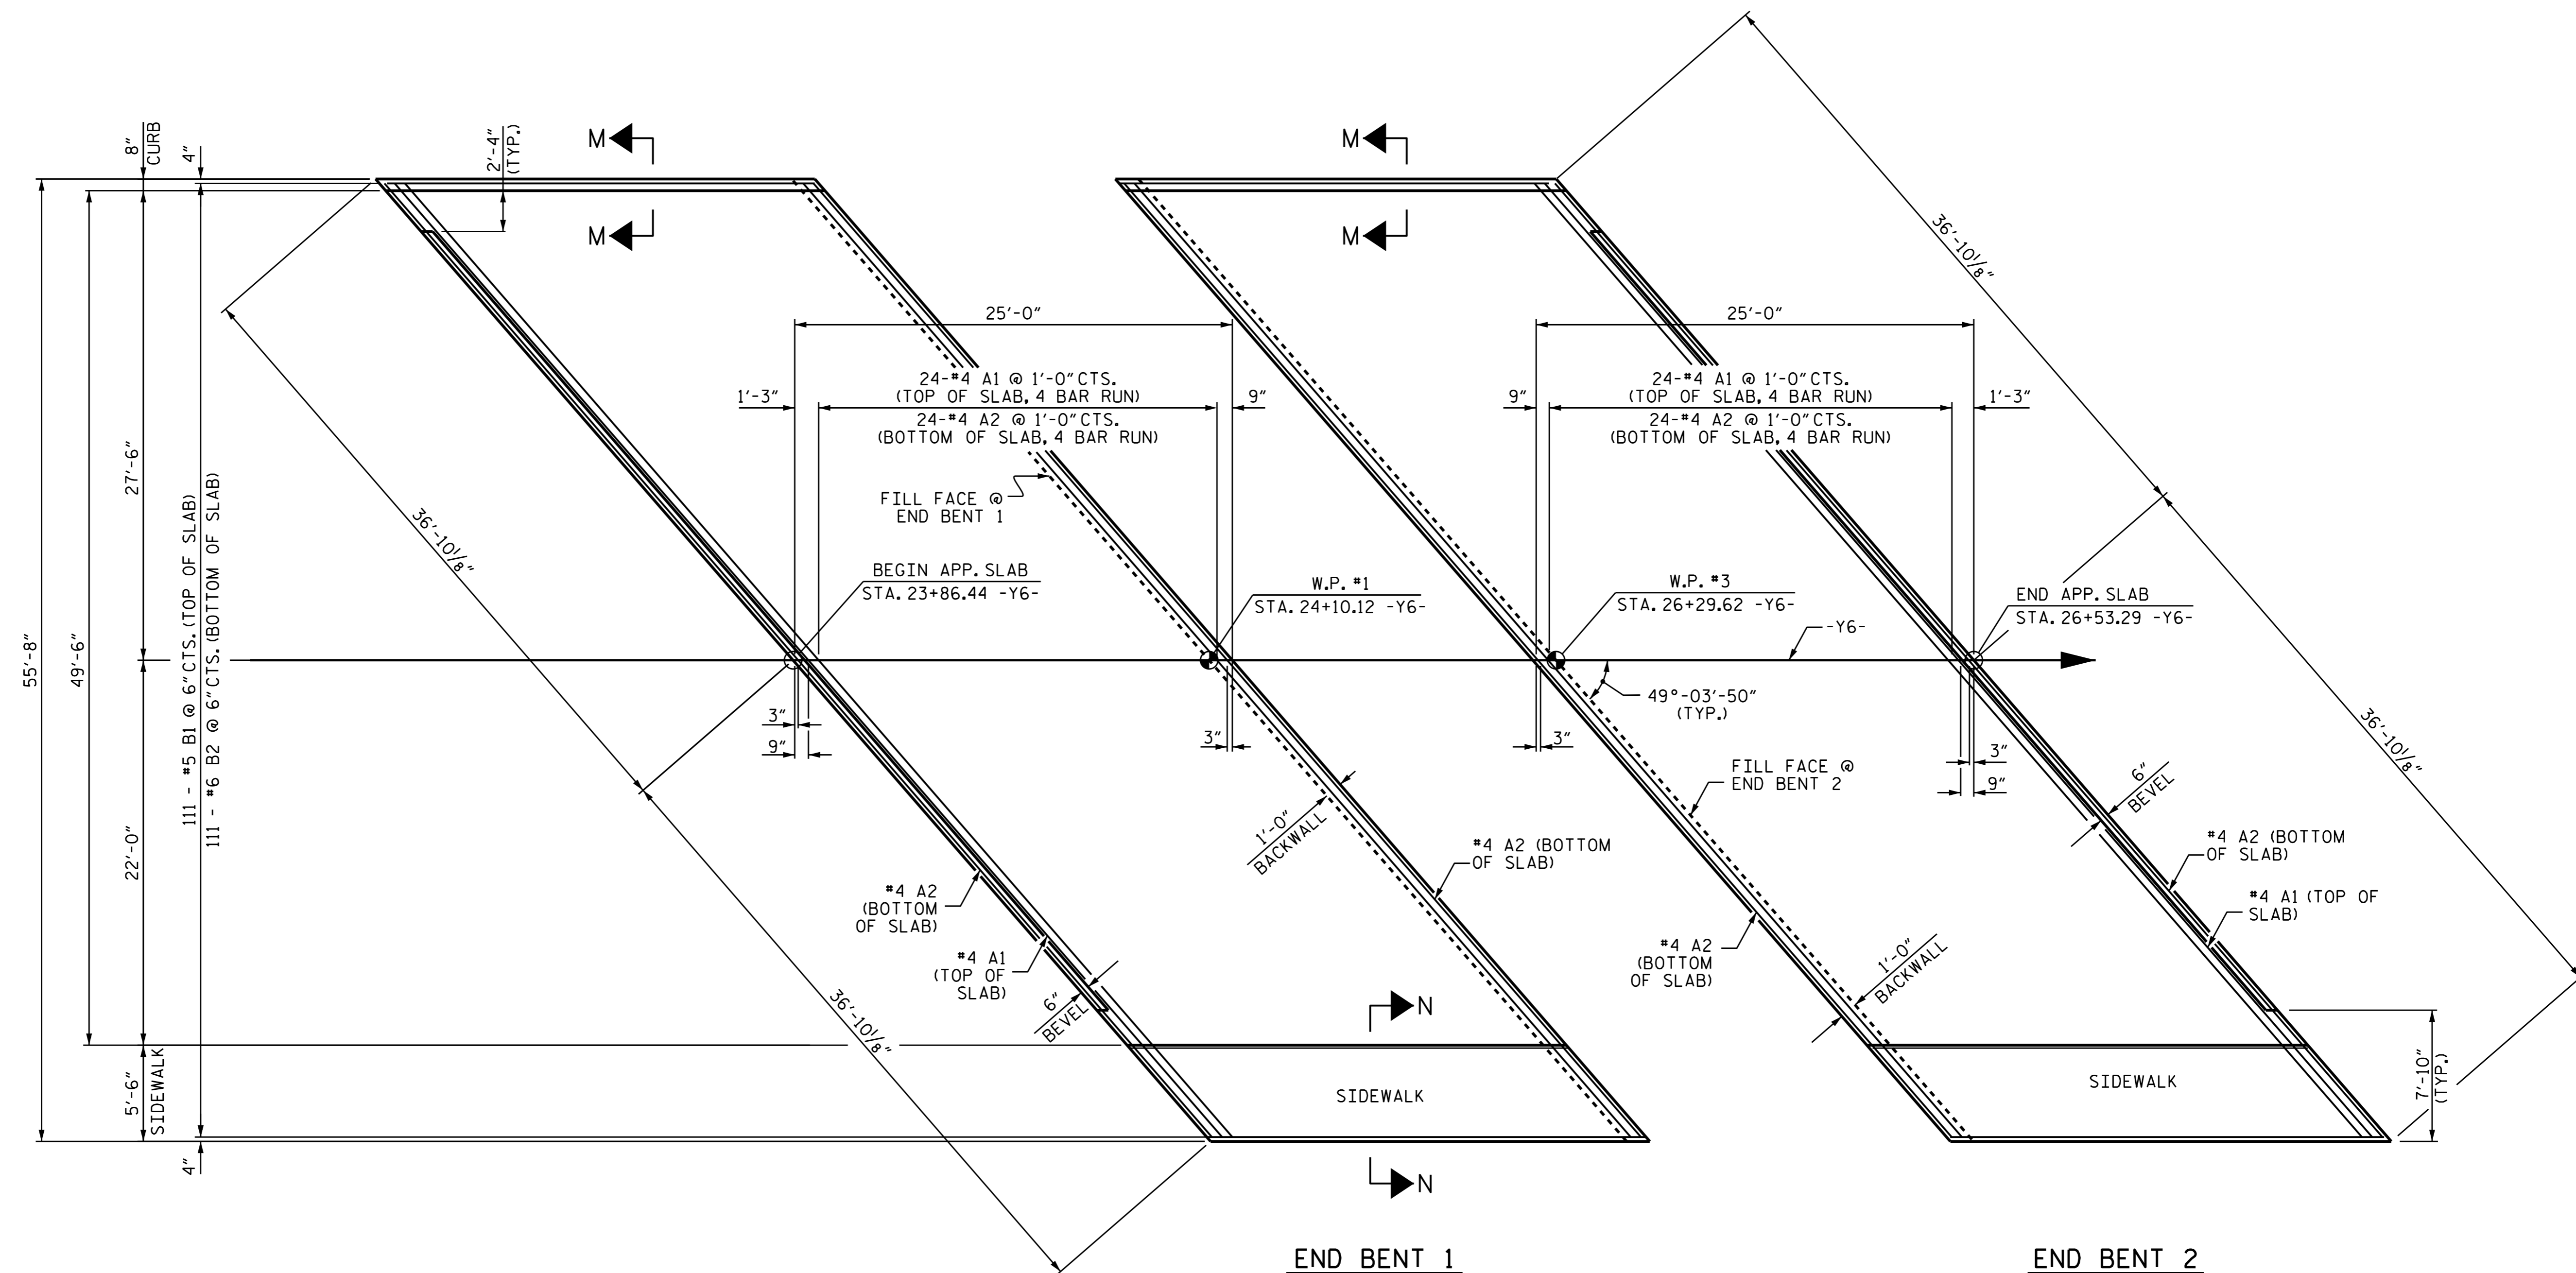 8"
CURB
4"
2'-4"
(TYP.)
M
M
M
M
55'-8"
49'-6"
27'-6"
22'-0"
5'-6"
SIDEWALK
4"
111 - #5 B1 @ 6" CTS. (TOP OF SLAB)
111 - #6 B2 @ 6" CTS. (BOTTOM OF SLAB)
36'-10 1/8"
36'-10 1/8"
25'-0"
1'-3"
24-#4 A1 @ 1'-0" CTS.
(TOP OF SLAB, 4 BAR RUN)
24-#4 A2 @ 1'-0" CTS.
(BOTTOM OF SLAB, 4 BAR RUN)
9"
FILL FACE @
END BENT 1
BEGIN APP. SLAB
STA. 23+86.44 -Y6-
W.P. #1
STA. 24+10.12 -Y6-
3"
9"
3"
1'-0"
BACKWALL
#4 A2 (BOTTOM
OF SLAB)
#4 A2
(BOTTOM
OF SLAB)
#4 A1
(TOP OF
SLAB)
6"
BEVEL
N
SIDEWALK
N
END BENT 1
36'-10 1/8"
36'-10 1/8"
25'-0"
9"
24-#4 A1 @ 1'-0" CTS.
(TOP OF SLAB, 4 BAR RUN)
24-#4 A2 @ 1'-0" CTS.
(BOTTOM OF SLAB, 4 BAR RUN)
1'-3"
W.P. #3
STA. 26+29.62 -Y6-
-Y6-
END APP. SLAB
STA. 26+53.29 -Y6-
49°-03'-50"
(TYP.)
3"
3"
9"
FILL FACE @
END BENT 2
6"
BEVEL
#4 A2 (BOTTOM
OF SLAB)
#4 A1 (TOP OF
SLAB)
#4 A2
(BOTTOM
OF SLAB)
1'-0"
BACKWALL
SIDEWALK
7'-10"
(TYP.)
END BENT 2